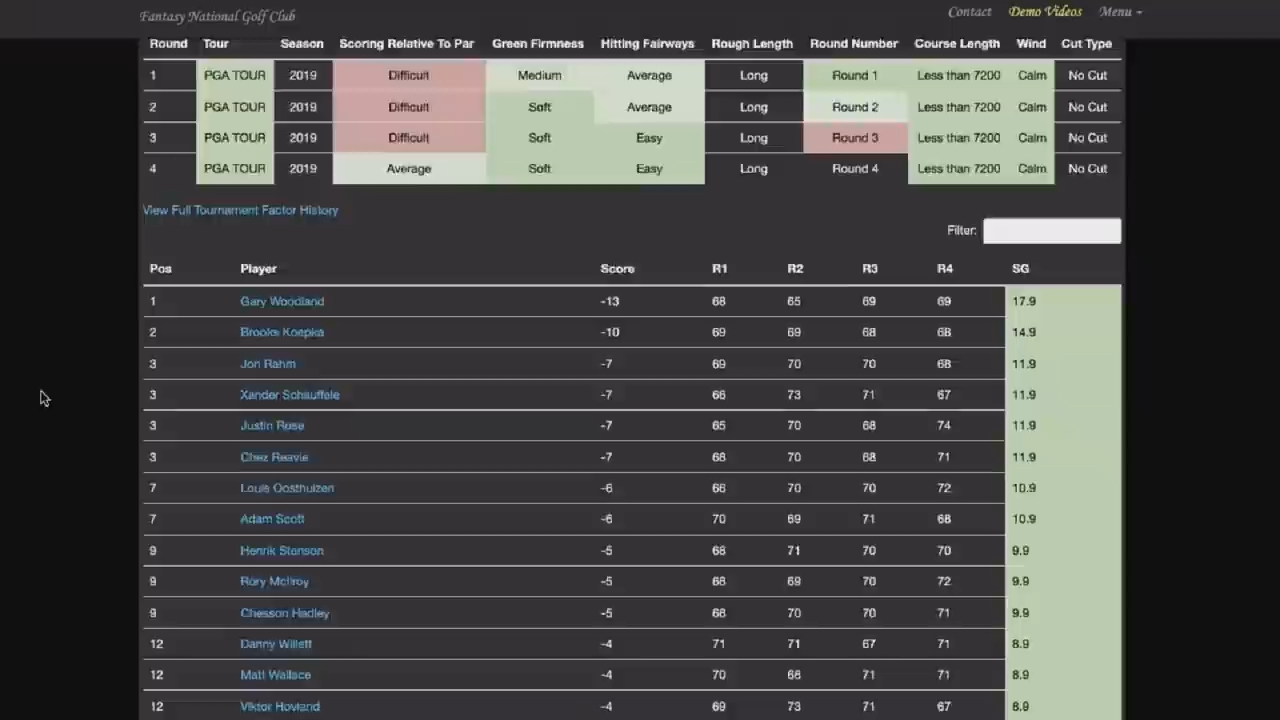 Fantasy National Golf Club Contact Demo Videos Menu
Round Tour Season Scoring Relative To Par Green Firmness Hitting Fairways Rough Length Round Number Course Length Wind Cut Type
1 PGA TOUR 2019 Difficult Medium Average Long Round 1 Less than 7200 Calm No Cut
2 PGA TOUR 2019 Difficult Soft Average Long Round 2 Less than 7200 Calm No Cut
3 PGA TOUR 2019 Difficult Soft Easy Long Round 3 Less than 7200 Calm No Cut
4 PGA TOUR 2019 Average Soft Easy Long Round 4 Less than 7200 Calm No Cut
View Full Tournament Factor History
Filter:
Pos Player Score R1 R2 R3 R4 SG
1 Gary Woodland -13 68 65 69 69 17.9
2 Brooks Koepka -10 69 69 68 68 14.9
3 Jon Rahm -7 69 70 70 68 11.9
3 Xander Schauffele -7 66 73 71 67 11.9
3 Justin Rose -7 65 70 68 74 11.9
3 Chez Reavie -7 68 70 68 71 11.9
7 Louis Oosthuizen -6 66 70 70 72 10.9
7 Adam Scott -6 70 69 71 68 10.9
9 Henrik Stenson -5 68 71 70 70 9.9
9 Rory McIlroy -5 68 69 70 72 9.9
9 Chesson Hadley -5 68 70 70 71 9.9
12 Danny Willett -4 71 71 67 71 8.9
12 Matt Wallace -4 70 68 71 71 8.9
12 Viktor Hovland -4 69 73 71 67 8.9